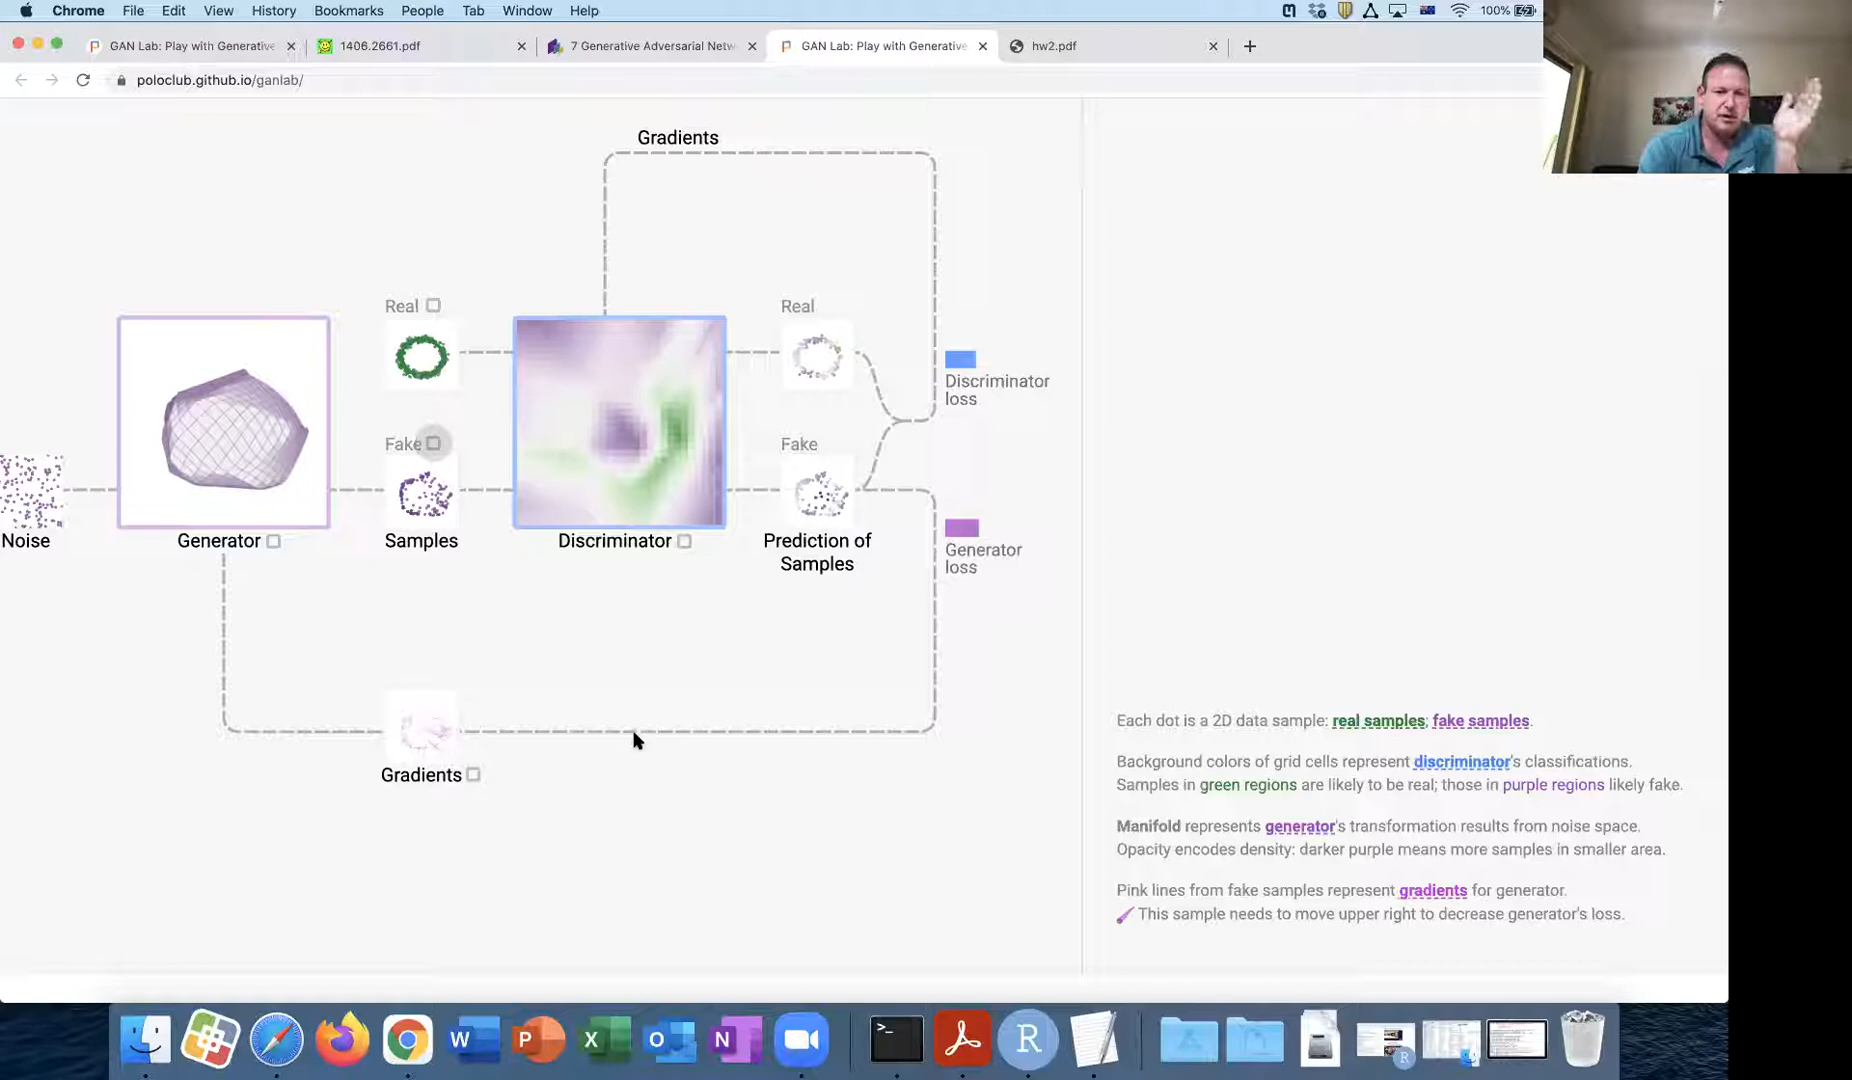 Chrome File Edit View History Bookmarks People Tab Window Help 100%
GAN Lab: Play with Generative
1406.2661.pdf
7 Generative Adversarial Netw
GAN Lab: Play with Generative
hw2.pdf
poloclub.github.io/ganlab/
Gradients
Real
Real
Discriminator
loss
Fake
Fake
Generator
loss
Noise
Generator
Samples
Discriminator
Prediction of
Samples
Gradients
Each dot is a 2D data sample: real samples; fake samples.
Background colors of grid cells represent discriminator's classifications.
Samples in green regions are likely to be real; those in purple regions likely fake.
Manifold represents generator's transformation results from noise space.
Opacity encodes density: darker purple means more samples in smaller area.
Pink lines from fake samples represent gradients for generator.
This sample needs to move upper right to decrease generator's loss.
W P X O N >_ R
R